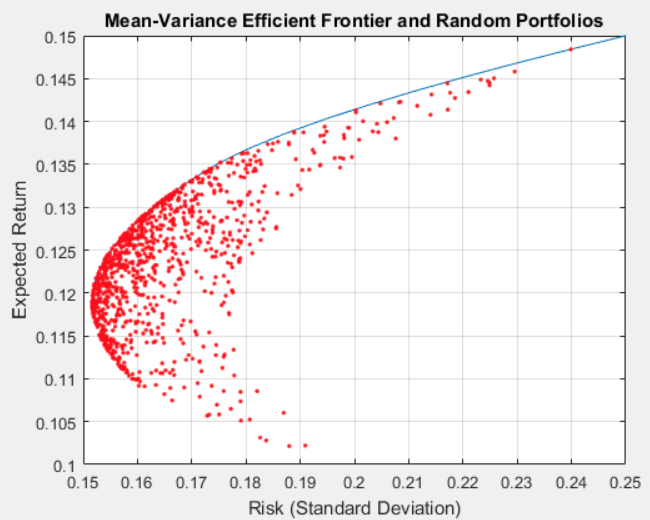 Mean-Variance Efficient Frontier and Random Portfolios
0.15
0.145
0.14
0.135
0.13
0.125
0.12
0.115
0.11
0.105
0.1
Expected Return
0.15 0.16 0.17 0.18 0.19 0.2 0.21 0.22 0.23 0.24 0.25
Risk (Standard Deviation)